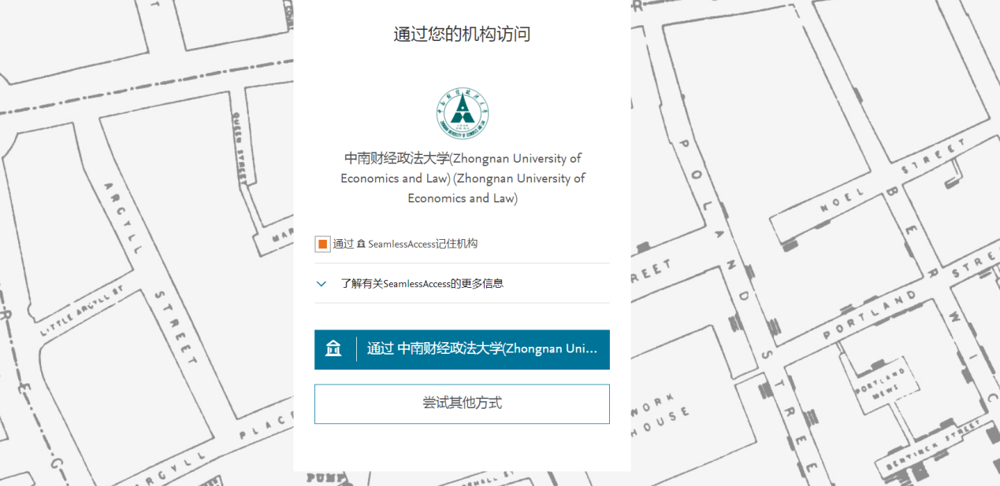 通过您的机构访问
中南财经政法大学(Zhongnan University of
Economics and Law) (Zhongnan University of
Economics and Law)
通过 SeamlessAccess记住机构
了解有关SeamlessAccess的更多信息
通过 中南财经政法大学(Zhongnan Uni...
尝试其他方式
QUEEN STREET
ARGYLL STREET
MAR
LITTLE ARGYLL ST
ARGYLL PLAC
PUMP
POLAND STREE
NOEL STREET
BERWIC
STREET
STRE
PORTLAND
PORTLAND
MEWS
WORK
HOUSE
BENTINCK STREET